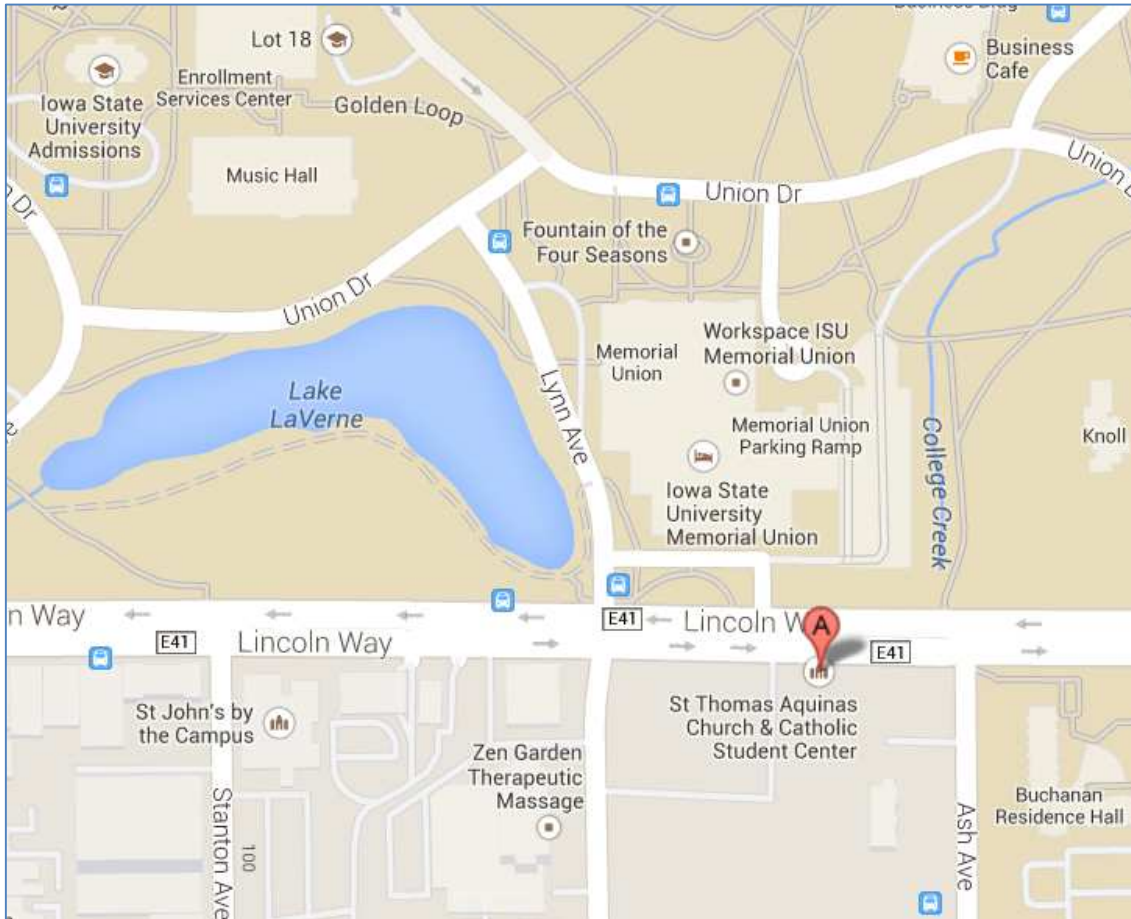 Business Bldg
Lot 18
Business
Cafe
Enrollment
Services Center
Iowa State
University
Admissions
Golden Loop
Music Hall
Union Dr
Union Dr
Dr
Fountain of the
Four Seasons
Union Dr
Workspace ISU
Memorial Union
Memorial
Union
Lake
LaVerne
Lynn Ave
Memorial Union
Parking Ramp
College Creek
Knoll
Iowa State
University
Memorial Union
n Way
E41
Lincoln Way
E41
Lincoln W
A
E41
St Thomas Aquinas
Church & Catholic
Student Center
St John's by
the Campus
Zen Garden
Therapeutic
Massage
Stanton Ave
100
Ash Ave
Buchanan
Residence Hall